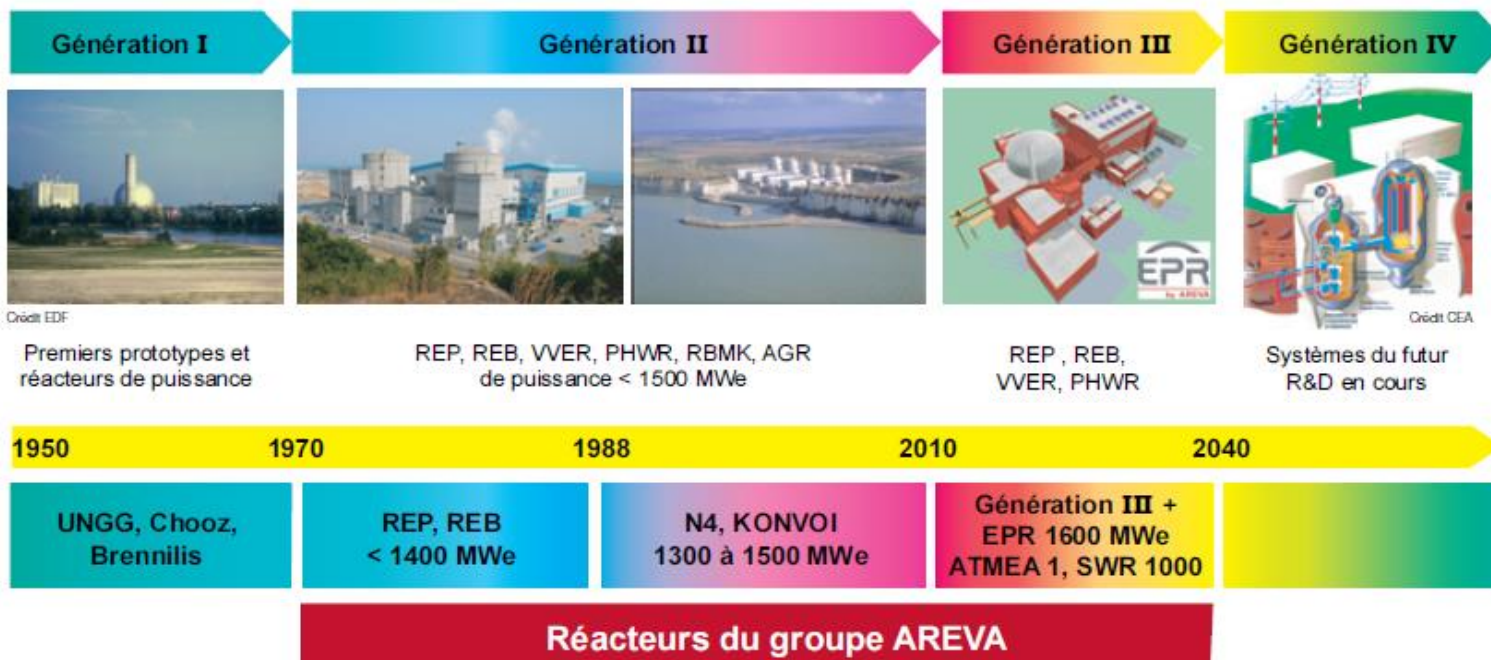 Génération I
Génération II
Génération III
Génération IV
EPR
by AREVA
Crédit EDF
Crédit CEA
Premiers prototypes et
réacteurs de puissance
REP, REB, VVER, PHWR, RBMK, AGR
de puissance < 1500 MWe
REP , REB,
VVER, PHWR
Systèmes du futur
R&D en cours
1950
1970
1988
2010
2040
UNGG, Chooz,
Brennilis
REP, REB
< 1400 MWe
N4, KONVOI
1300 à 1500 MWe
Génération III +
EPR 1600 MWe
ATMEA 1, SWR 1000
Réacteurs du groupe AREVA